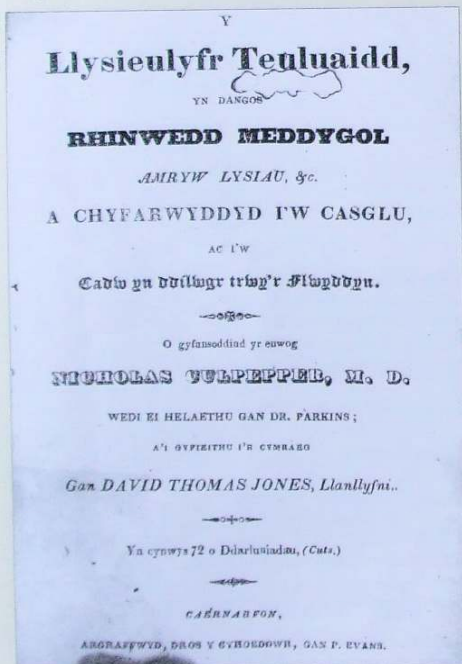 Y
Llysieulyfr Teuluaidd,
YN DANGOS
RHINWEDD MEDDYGOL
AMRYW LYSIAU, &c.
A CHYFARWYDDYD I'W CASGLU,
AC I'W
Cadw yn ddilwgr trwy'r Flwyddyn.
O gyfansoddiad yr enwog
NICHOLAS CULPEPPER, M. D.
WEDI EI HELAETHU GAN DR. PARKINS;
A'I GYFIEITHU I'R CYMRAEG
Gan DAVID THOMAS JONES, Llanllyfni..
Yn cynwys 72 o Ddarluniadau, (Cuts.)
CAERNARFON,
ARGRAFFWYD, DROS Y CYHOEDDWR, GAN P. EVANS.